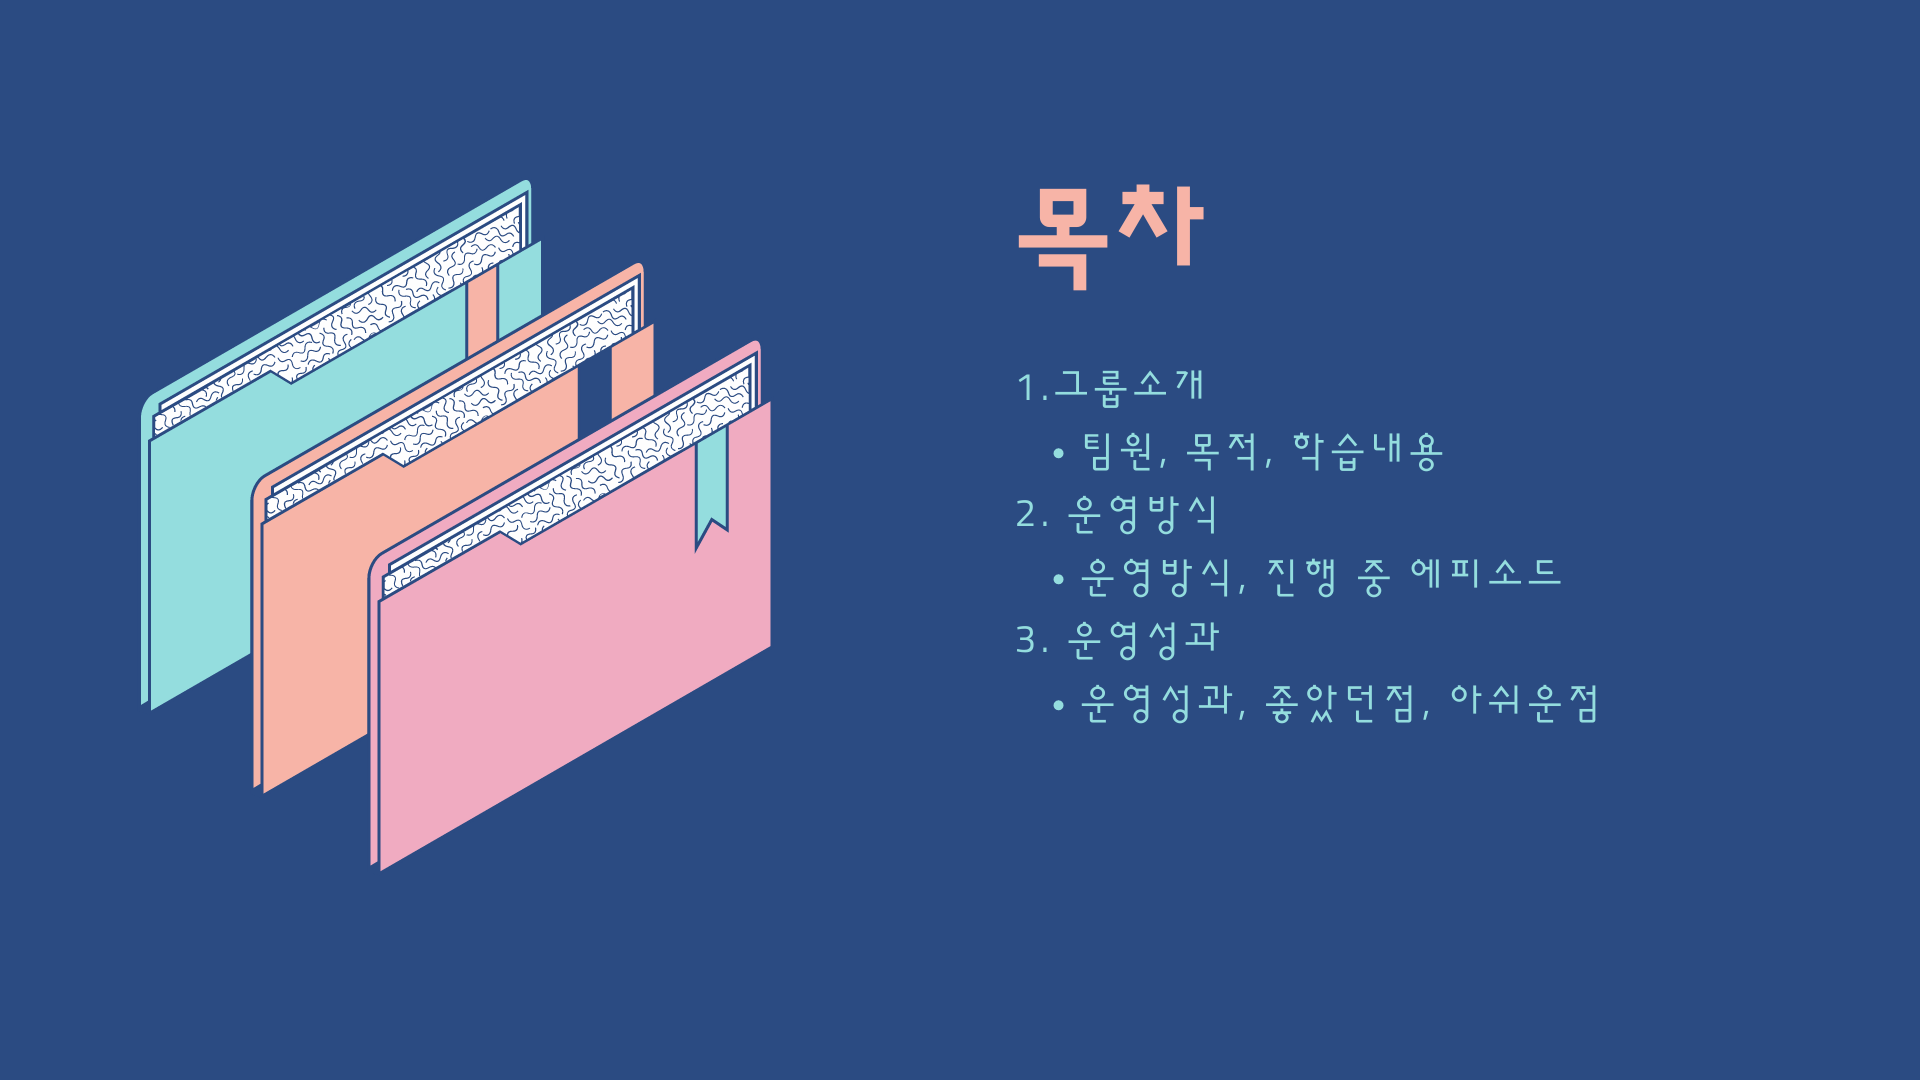 목차
1.그룹소개
• 팀원, 목적, 학습내용
2. 운영방식
• 운영방식, 진행 중 에피소드
3. 운영성과
• 운영성과, 좋았던점, 아쉬운점